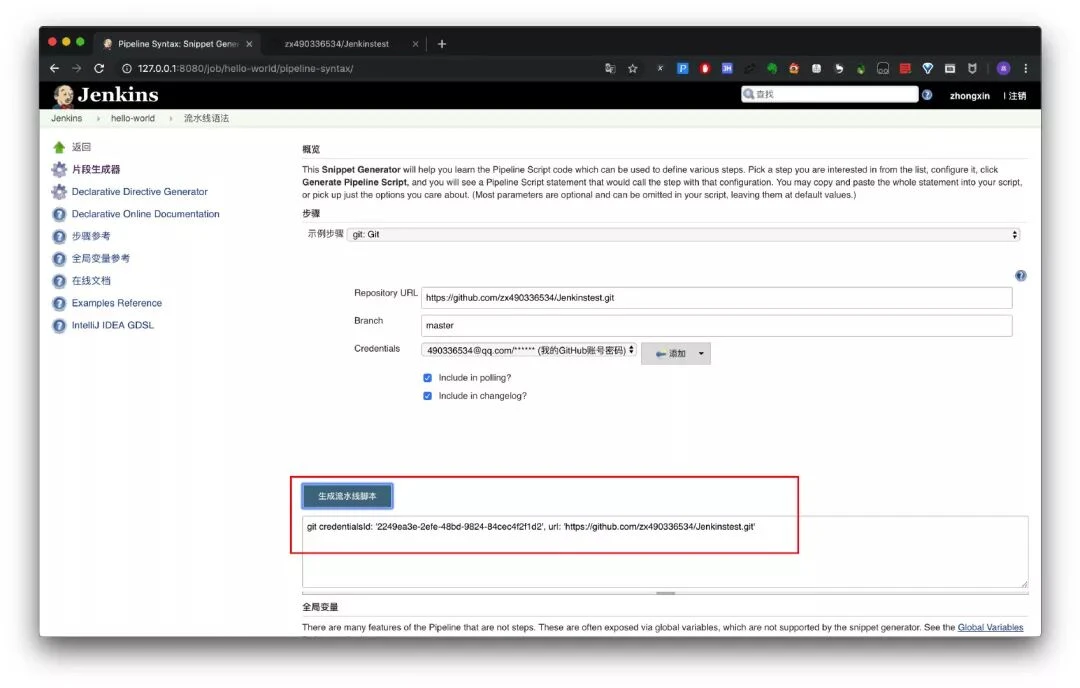 Pipeline Syntax: Snippet Gene
zx490336534/Jenkinstest
127.0.0.1:8080/job/hello-world/pipeline-syntax/
Jenkins
查找
zhongxin
注销
Jenkins
hello-world
流水线语法
返回
片段生成器
Declarative Directive Generator
Declarative Online Documentation
步骤参考
全局变量参考
在线文档
Examples Reference
IntelliJ IDEA GDSL
概览
This Snippet Generator will help you learn the Pipeline Script code which can be used to define various steps. Pick a step you are interested in from the list, configure it, click
Generate Pipeline Script, and you will see a Pipeline Script statement that would call the step with that configuration. You may copy and paste the whole statement into your script,
or pick up just the options you care about. (Most parameters are optional and can be omitted in your script, leaving them at default values.)
步骤
示例步骤 git: Git
Repository URL https://github.com/zx490336534/Jenkinstest.git
Branch master
Credentials 490336534@qq.com/****** (我的GitHub账号密码) 添加
Include in polling?
Include in changelog?
生成流水线脚本
git credentialsId: '2249ea3e-2efe-48bd-9824-84cec4f2f1d2', url: 'https://github.com/zx490336534/Jenkinstest.git'
全局变量
There are many features of the Pipeline that are not steps. These are often exposed via global variables, which are not supported by the snippet generator. See the Global Variables